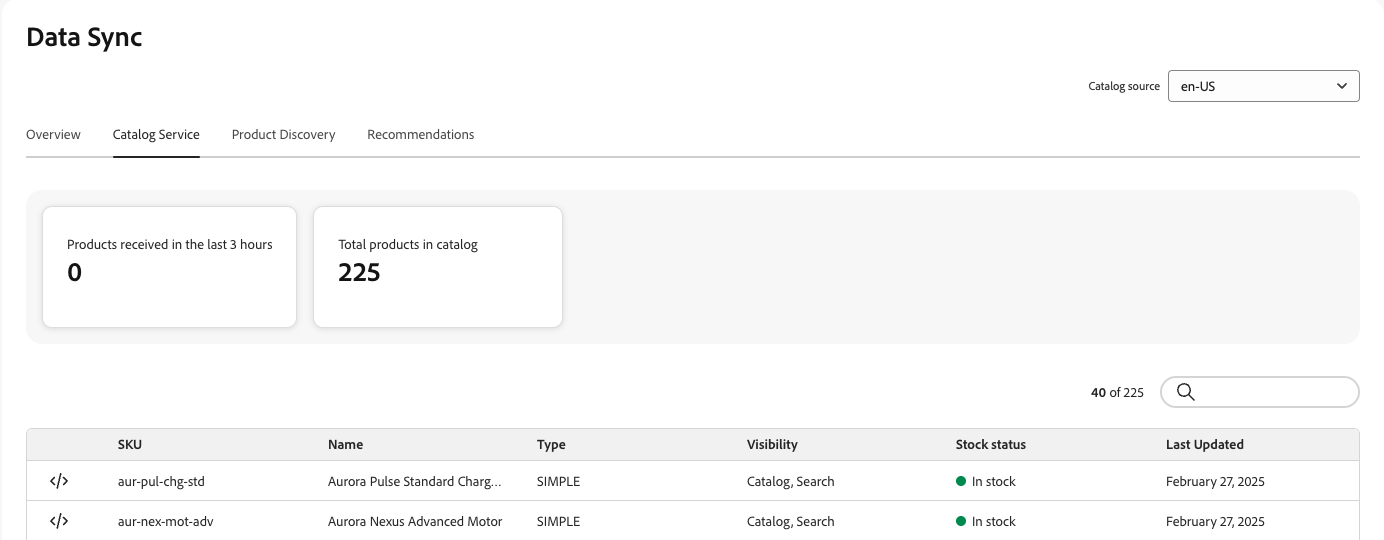 Data Sync
Catalog source en-US
Overview Catalog Service Product Discovery Recommendations
Products received in the last 3 hours Total products in catalog
0 225
40 of 225
SKU Name Type Visibility Stock status Last Updated
</> aur-pul-chg-std Aurora Pulse Standard Charg... SIMPLE Catalog, Search In stock February 27, 2025
</> aur-nex-mot-adv Aurora Nexus Advanced Motor SIMPLE Catalog, Search In stock February 27, 2025